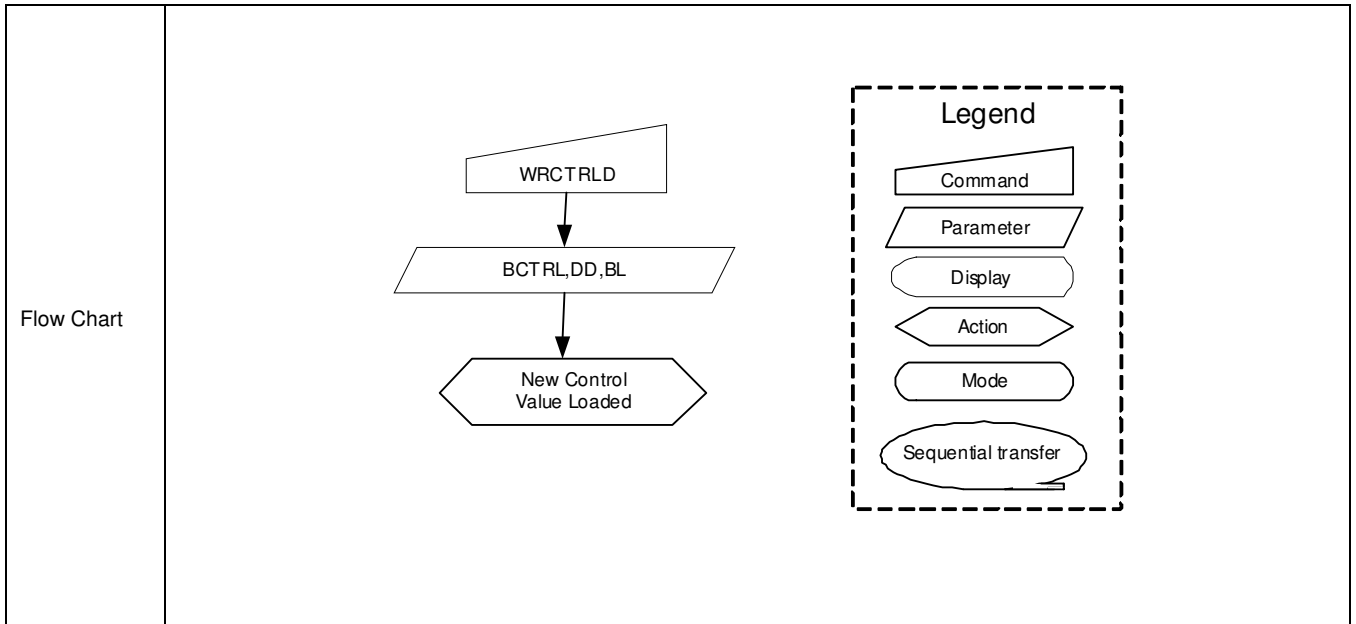 Flow Chart
WRCTRLD
BCTRL,DD,BL
New Control
Value Loaded
Legend
Command
Parameter
Display
Action
Mode
Sequential transfer